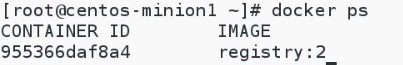 [root@centos-minion1 ~]# docker ps
CONTAINER ID        IMAGE
955366daf8a4        registry:2